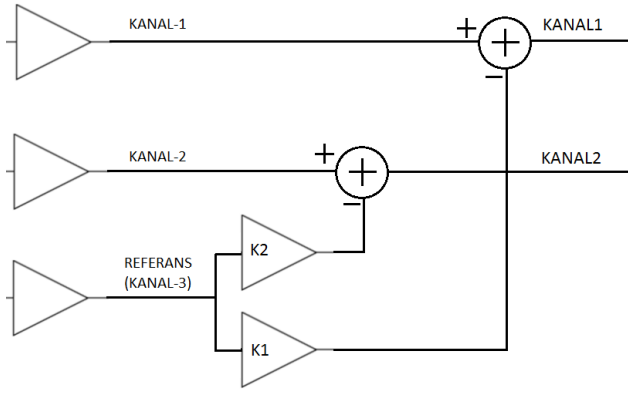 KANAL-1
+
+
−
KANAL1
KANAL-2
+
+
−
KANAL2
K2
REFERANS
(KANAL-3)
K1